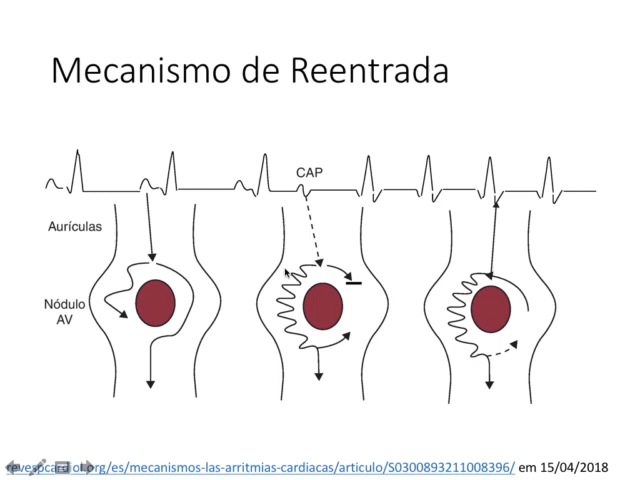 Mecanismo de Reentrada
CAP
Aurículas
Nódulo
AV
revespcardiol.org/es/mecanismos-las-arritmias-cardiacas/articulo/S0300893211008396/ em 15/04/2018